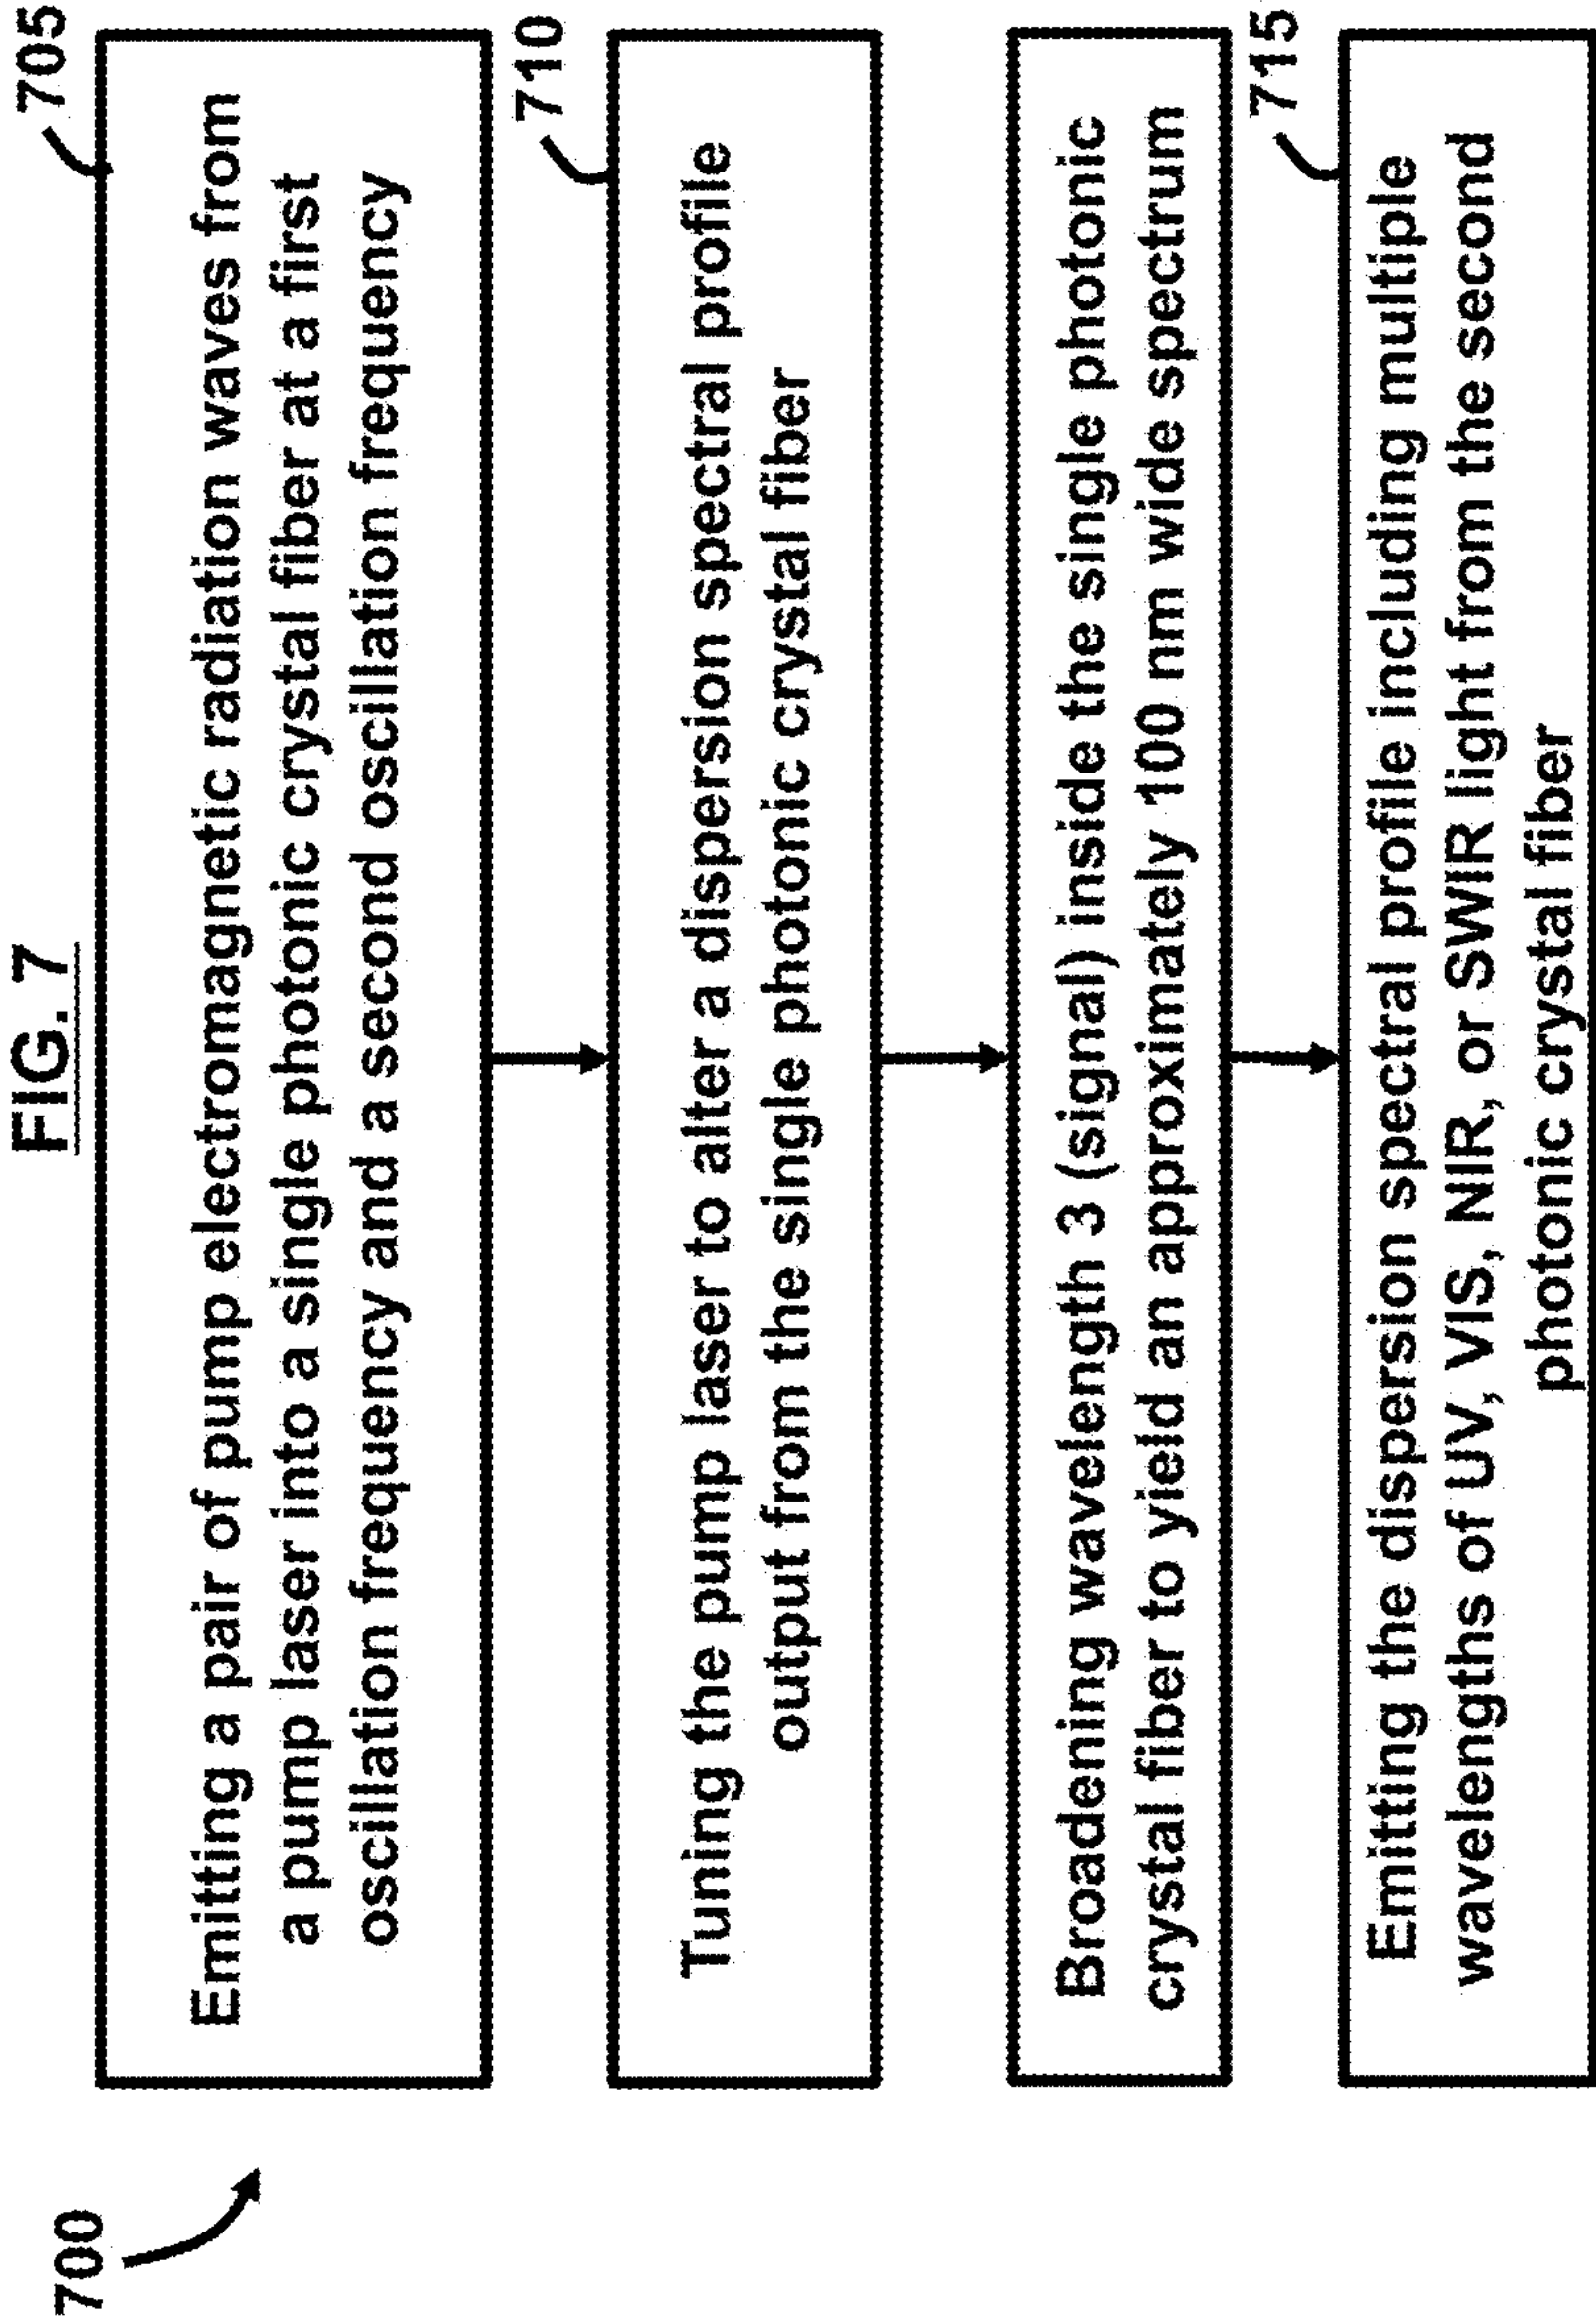 FIG. 7
700
705
Emitting a pair of pump electromagnetic radiation waves from
a pump laser into a single photonic crystal fiber at a first
oscillation frequency and a second oscillation frequency
710
Tuning the pump laser to alter a dispersion spectral profile
output from the single photonic crystal fiber
Broadening wavelength 3 (signal) inside the single photonic
crystal fiber to yield an approximately 100 nm wide spectrum
715
Emitting the dispersion spectral profile including multiple
wavelengths of UV, VIS, NIR, or SWIR light from the second
photonic crystal fiber